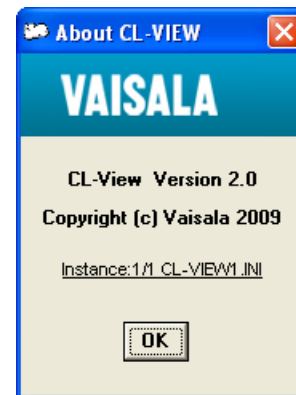 About CL-VIEW
VAISALA
CL-View Version 2.0
Copyright (c) Vaisala 2009
Instance:1/1 CL-VIEW1.INI
OK